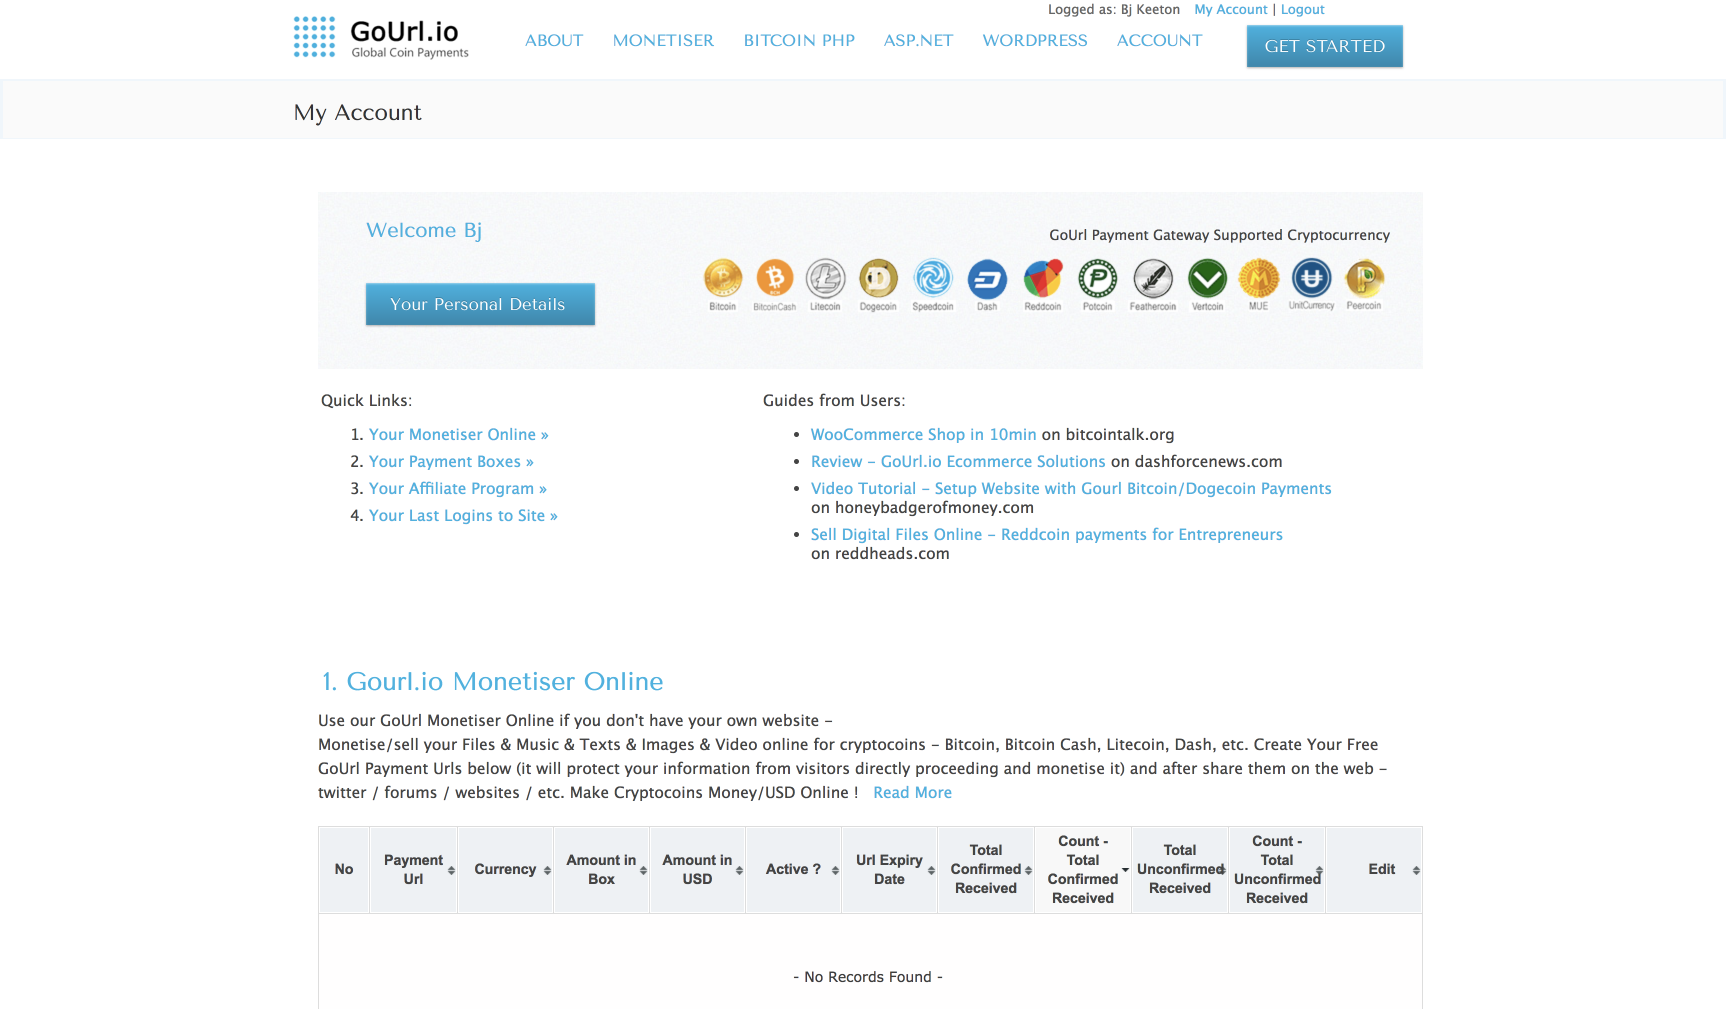 Logged as: Bj Keeton My Account | Logout
GoUrl.io
Global Coin Payments
ABOUT MONETISER BITCOIN PHP ASP.NET WORDPRESS ACCOUNT GET STARTED
My Account
Welcome Bj
GoUrl Payment Gateway Supported Cryptocurrency
Your Personal Details
Bitcoin BitcoinCash Litecoin Dogecoin Speedcoin Dash Reddcoin Potcoin Feathercoin Vertcoin MUE UnitCurrency Peercoin
Quick Links:
1. Your Monetiser Online »
2. Your Payment Boxes »
3. Your Affiliate Program »
4. Your Last Logins to Site »
Guides from Users:
• WooCommerce Shop in 10min on bitcointalk.org
• Review – GoUrl.io Ecommerce Solutions on dashforcenews.com
• Video Tutorial – Setup Website with Gourl Bitcoin/Dogecoin Payments
on honeybadgerofmoney.com
• Sell Digital Files Online – Reddcoin payments for Entrepreneurs
on reddheads.com
1. Gourl.io Monetiser Online
Use our GoUrl Monetiser Online if you don't have your own website –
Monetise/sell your Files & Music & Texts & Images & Video online for cryptocoins – Bitcoin, Bitcoin Cash, Litecoin, Dash, etc. Create Your Free
GoUrl Payment Urls below (it will protect your information from visitors directly proceeding and monetise it) and after share them on the web –
twitter / forums / websites / etc. Make Cryptocoins Money/USD Online ! Read More
No
Payment
Url
Currency
Amount in
Box
Amount in
USD
Active ?
Url Expiry
Date
Total
Confirmed
Received
Count -
Total
Confirmed
Received
Total
Unconfirmed
Received
Count -
Total
Unconfirmed
Received
Edit
- No Records Found -